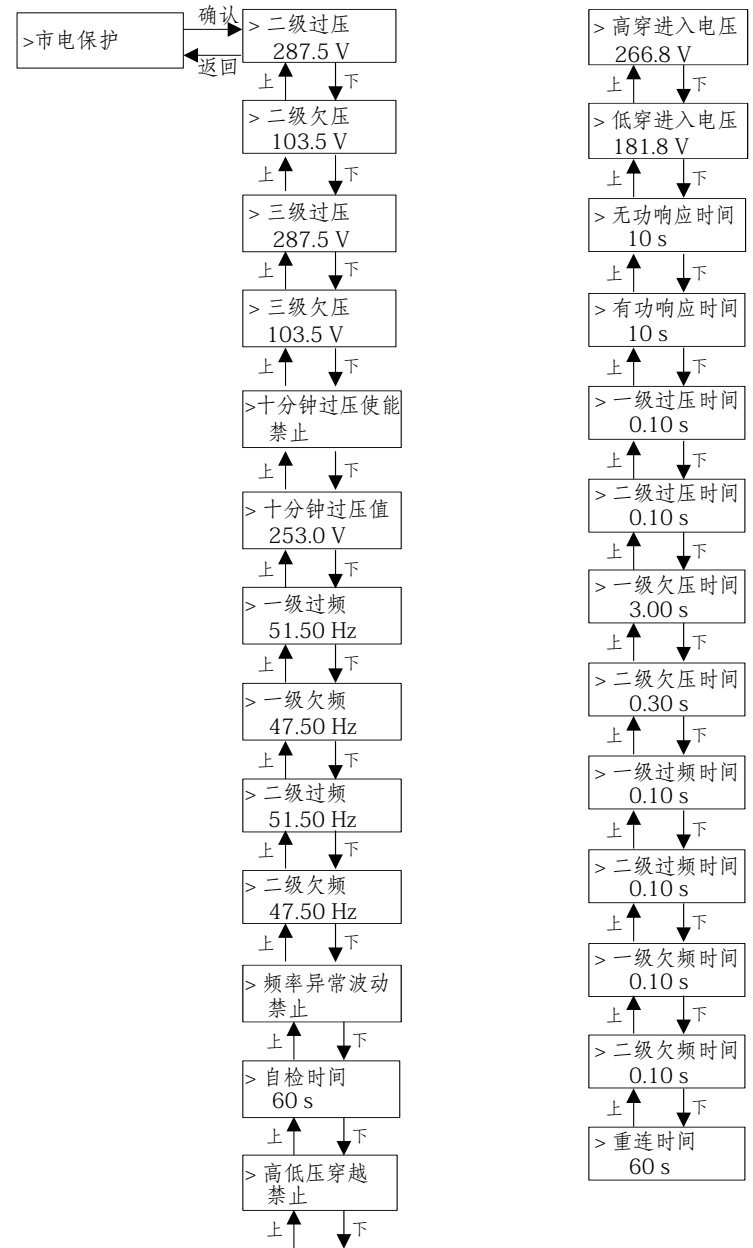 >市电保护
确认
返回
> 二级过压
287.5 V
上
下
> 二级欠压
103.5 V
上
下
> 三级过压
287.5 V
上
下
> 三级欠压
103.5 V
上
下
>十分钟过压使能
禁止
上
下
> 十分钟过压值
253.0 V
上
下
> 一级过频
51.50 Hz
上
下
> 一级欠频
47.50 Hz
上
下
> 二级过频
51.50 Hz
上
下
> 二级欠频
47.50 Hz
上
下
> 频率异常波动
禁止
上
下
> 自检时间
60 s
上
下
> 高低压穿越
禁止
上
下
> 高穿进入电压
266.8 V
上
下
> 低穿进入电压
181.8 V
上
下
> 无功响应时间
10 s
上
下
> 有功响应时间
10 s
上
下
> 一级过压时间
0.10 s
上
下
> 二级过压时间
0.10 s
上
下
> 一级欠压时间
3.00 s
上
下
> 二级欠压时间
0.30 s
上
下
> 一级过频时间
0.10 s
上
下
> 二级过频时间
0.10 s
上
下
> 一级欠频时间
0.10 s
上
下
> 二级欠频时间
0.10 s
上
下
> 重连时间
60 s